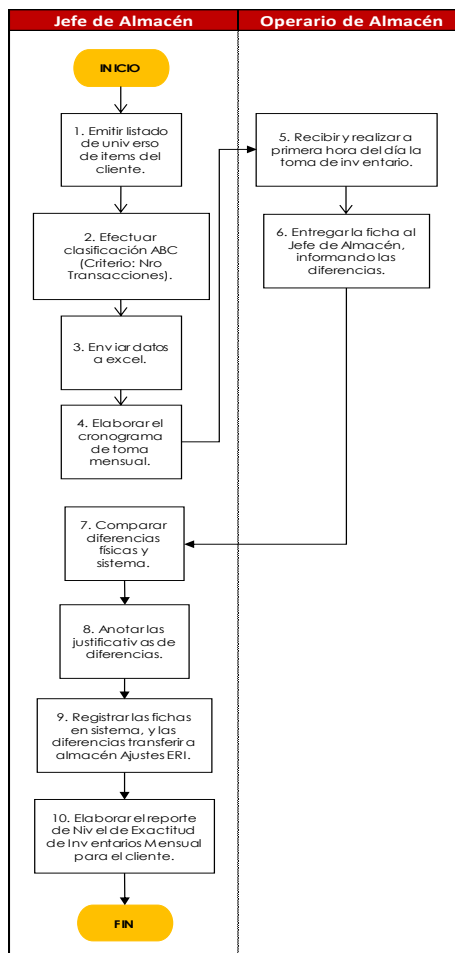 Jefe de Almacén
Operario de Almacén
INICIO
1. Emitir listado
de universo
de items del
cliente.
2. Efectuar
clasificación ABC
(Criterio: Nro
Transacciones).
3. Enviar datos
a excel.
4. Elaborar el
cronograma
de toma
mensual.
5. Recibir y realizar a
primera hora del día la
toma de inventario.
6. Entregar la ficha al
Jefe de Almacén,
informando las
diferencias.
7. Comparar
diferencias
físicas y
sistema.
8. Anotar las
justificativas de
diferencias.
9. Registrar las fichas
en sistema, y las
diferencias transferir a
almacén Ajustes ERI.
10. Elaborar el reporte
de Nivel de Exactitud
de Inventarios Mensual
para el cliente.
FIN